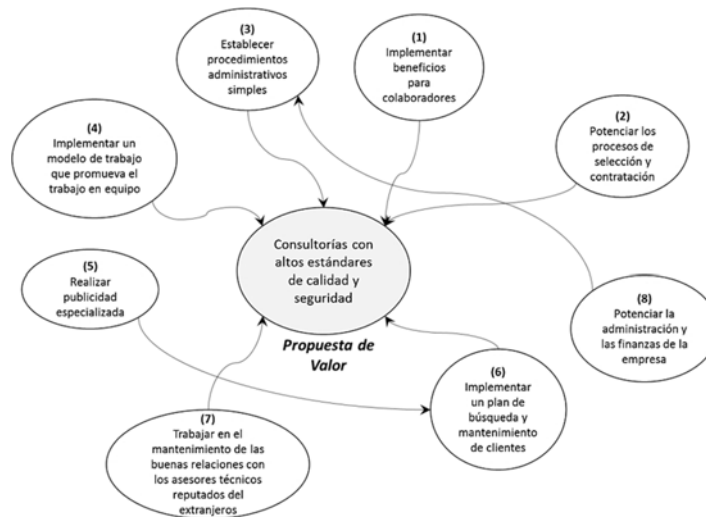 (3)
Establecer
procedimientos
administrativos
simples
(1)
Implementar
beneficios
para
colaboradores
(4)
Implementar un
modelo de trabajo
que promueva el
trabajo en equipo
(2)
Potenciar los
procesos de
selección y
contratación
Consultorías con
altos estándares
de calidad y
seguridad
(5)
Realizar
publicidad
especializada
(8)
Potenciar la
administración y
las finanzas de la
empresa
Propuesta de
Valor
(6)
Implementar
un plan de
búsqueda y
mantenimiento
de clientes
(7)
Trabajar en el
mantenimiento de las
buenas relaciones con
los asesores técnicos
reputados del
extranjeros